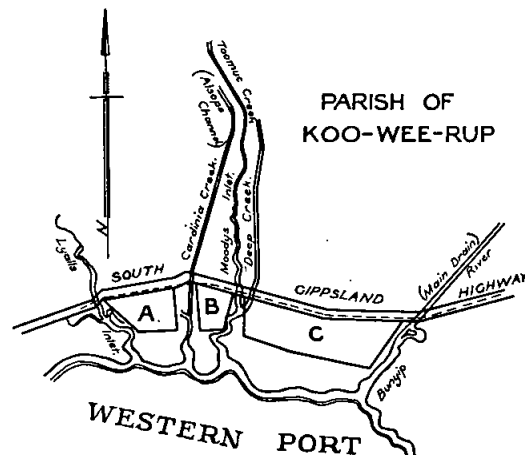 PARISH OF
KOO-WEE-RUP
Toomuc Creek
(Alsops
Channel)
Cardinia Creek.
Moodys Inlet.
Deep Creek.
N
Lyalls
Inlet.
SOUTH
GIPPSLAND
HIGHWAY
(Main Drain)
River
Bunyip
A
B
C
WESTERN PORT